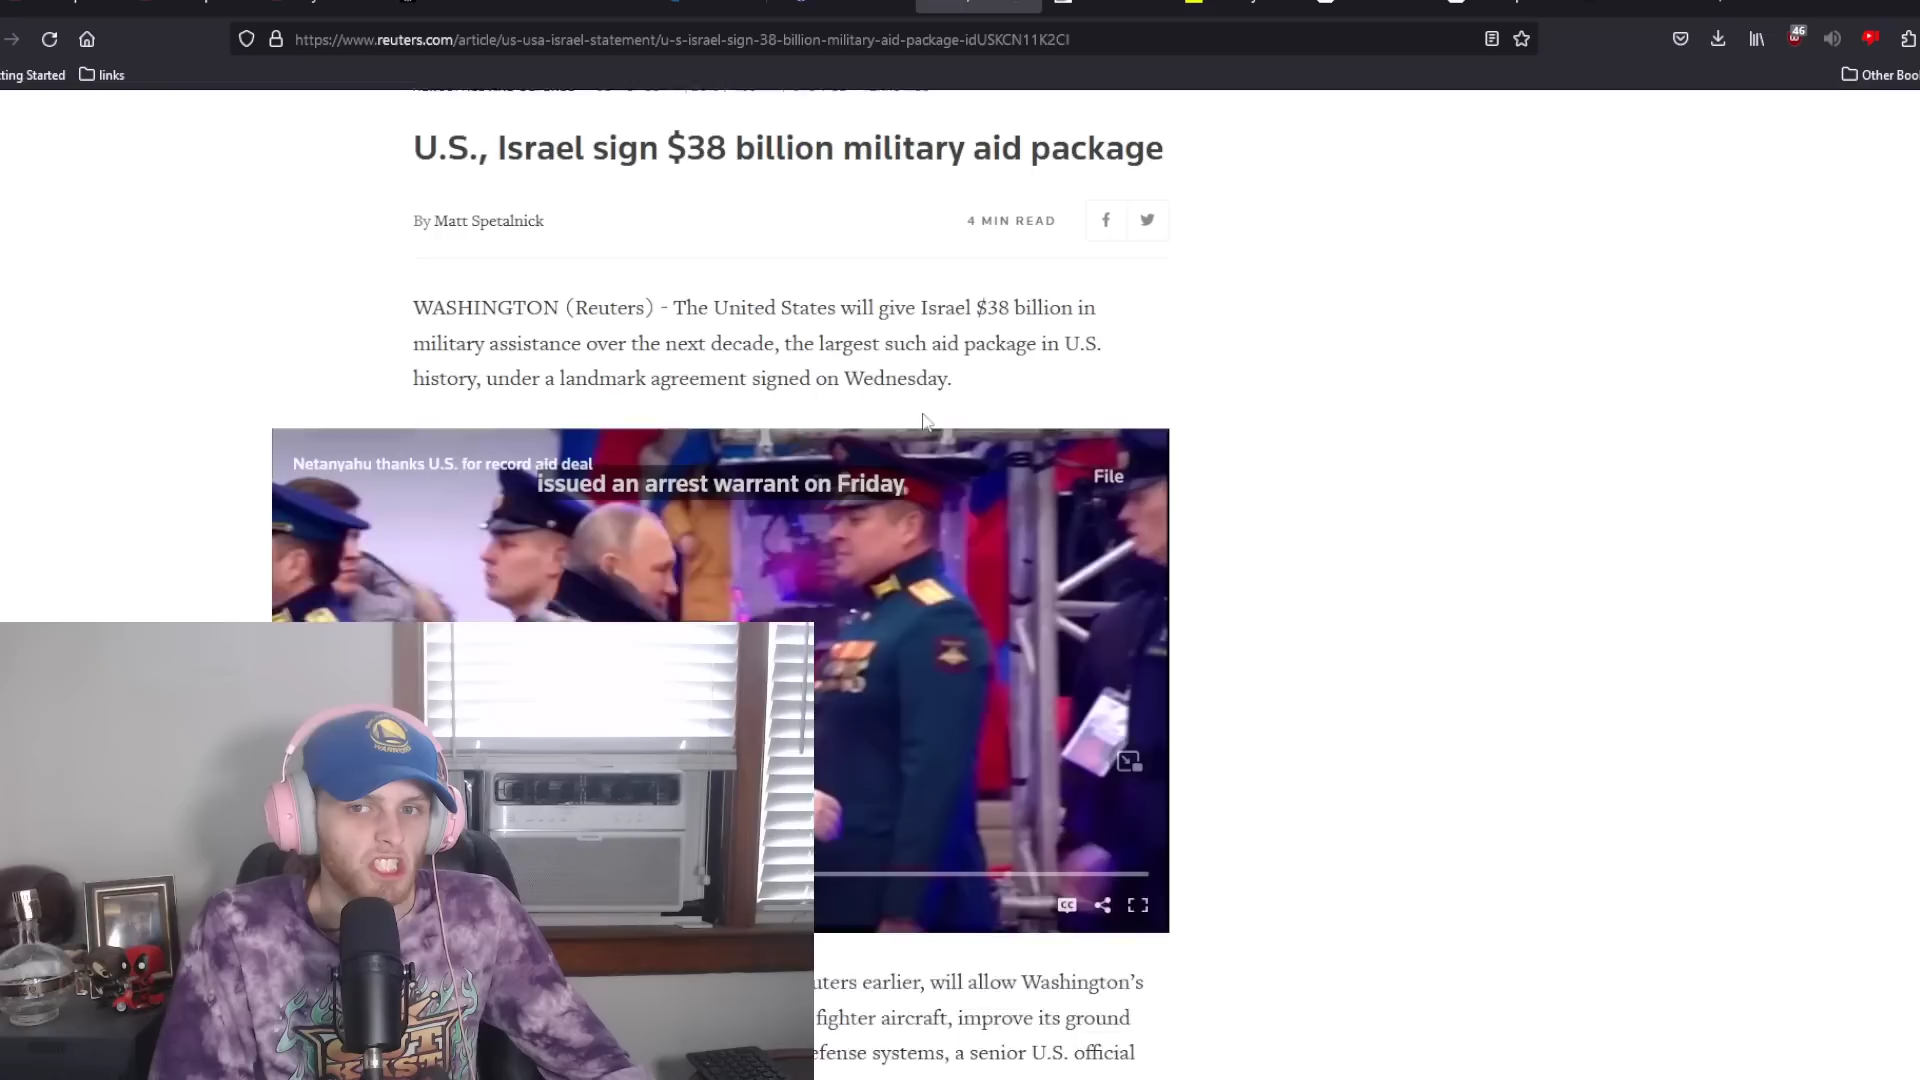 https://www.reuters.com/article/us-usa-israel-statement/u-s-israel-sign-38-billion-military-aid-package-idUSKCN11K2CI
46
ting Started
links
Other Boo
U.S., Israel sign $38 billion military aid package
By Matt Spetalnick
4 MIN READ
WASHINGTON (Reuters) - The United States will give Israel $38 billion in
military assistance over the next decade, the largest such aid package in U.S.
history, under a landmark agreement signed on Wednesday.
Netanyahu thanks U.S. for record aid deal
File
issued an arrest warrant on Friday,
WARRIORS
CC
uters earlier, will allow Washington's
fighter aircraft, improve its ground
efense systems, a senior U.S. official